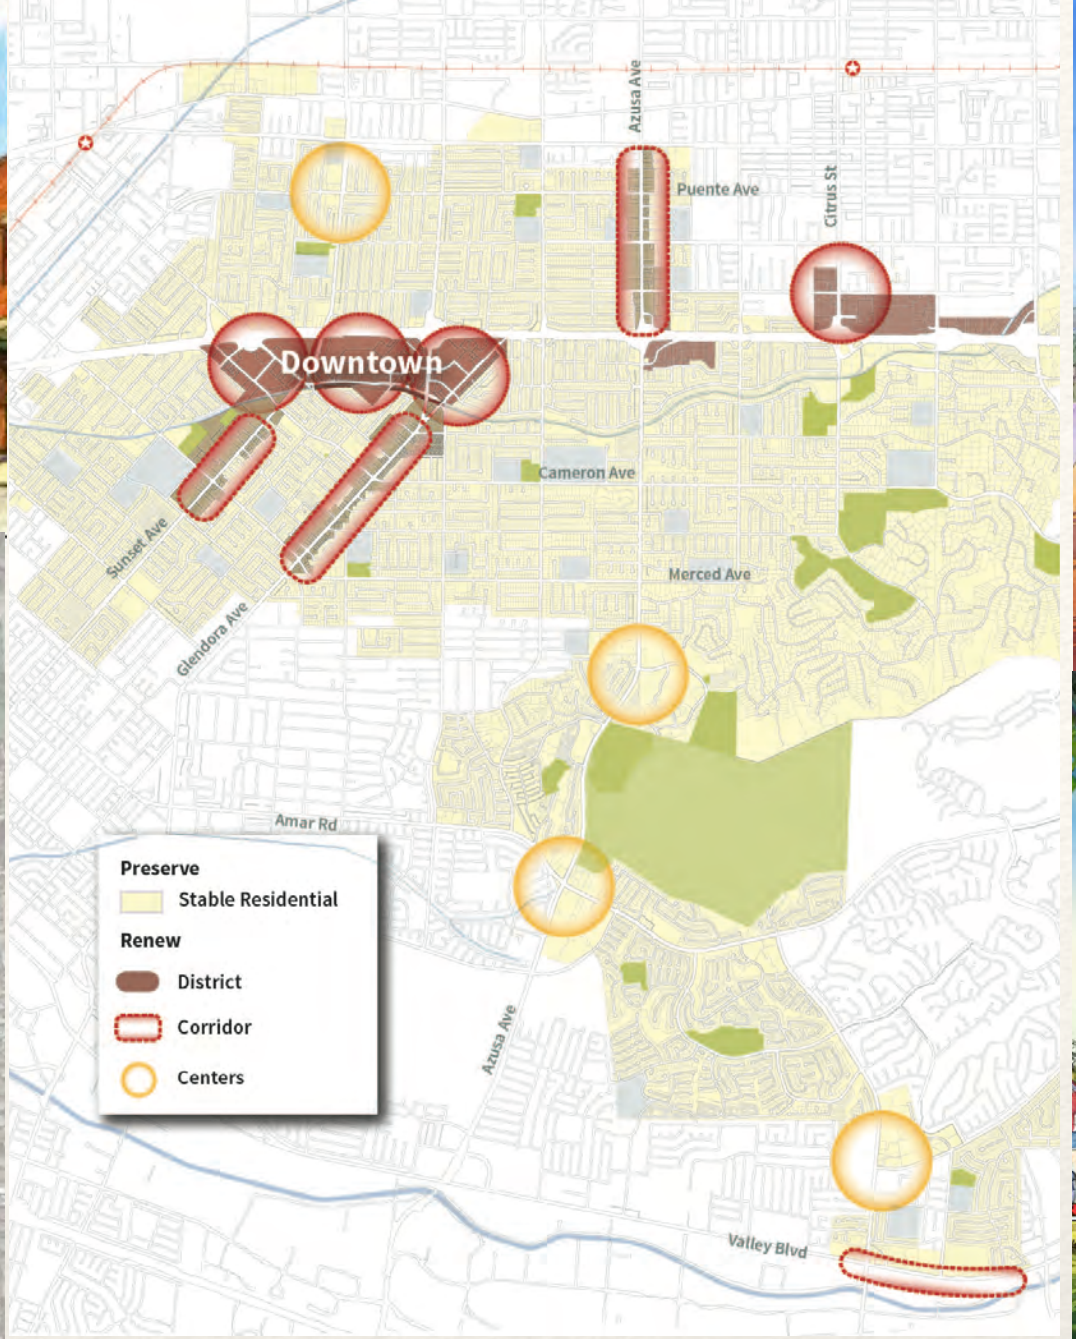 Azusa Ave
Puente Ave
Citrus St
Downtown
Cameron Ave
Sunset Ave
Merced Ave
Glendora Ave
Amar Rd
Preserve
Stable Residential
Renew
District
Corridor
Centers
Azusa Ave
Valley Blvd